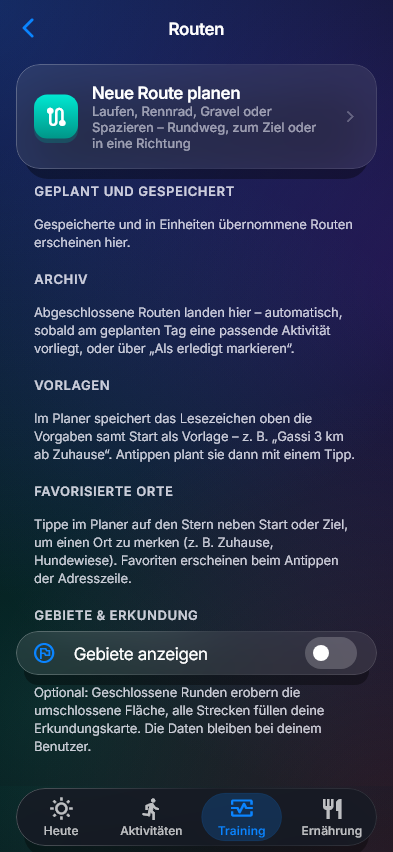 Routen
Neue Route planen
Laufen, Rennrad, Gravel oder
Spazieren – Rundweg, zum Ziel oder
in eine Richtung
GEPLANT UND GESPEICHERT
Gespeicherte und in Einheiten übernommene Routen
erscheinen hier.
ARCHIV
Abgeschlossene Routen landen hier – automatisch,
sobald am geplanten Tag eine passende Aktivität
vorliegt, oder über „Als erledigt markieren“.
VORLAGEN
Im Planer speichert das Lesezeichen oben die
Vorgaben samt Start als Vorlage – z. B. „Gassi 3 km
ab Zuhause“. Antippen plant sie dann mit einem Tipp.
FAVORISIERTE ORTE
Tippe im Planer auf den Stern neben Start oder Ziel,
um einen Ort zu merken (z. B. Zuhause,
Hundewiese). Favoriten erscheinen beim Antippen
der Adresszeile.
GEBIETE & ERKUNDUNG
Gebiete anzeigen
Optional: Geschlossene Runden erobern die
umschlossene Fläche, alle Strecken füllen deine
Erkundungskarte. Die Daten bleiben bei deinem
Benutzer.
Heute
Aktivitäten
Training
Ernährung